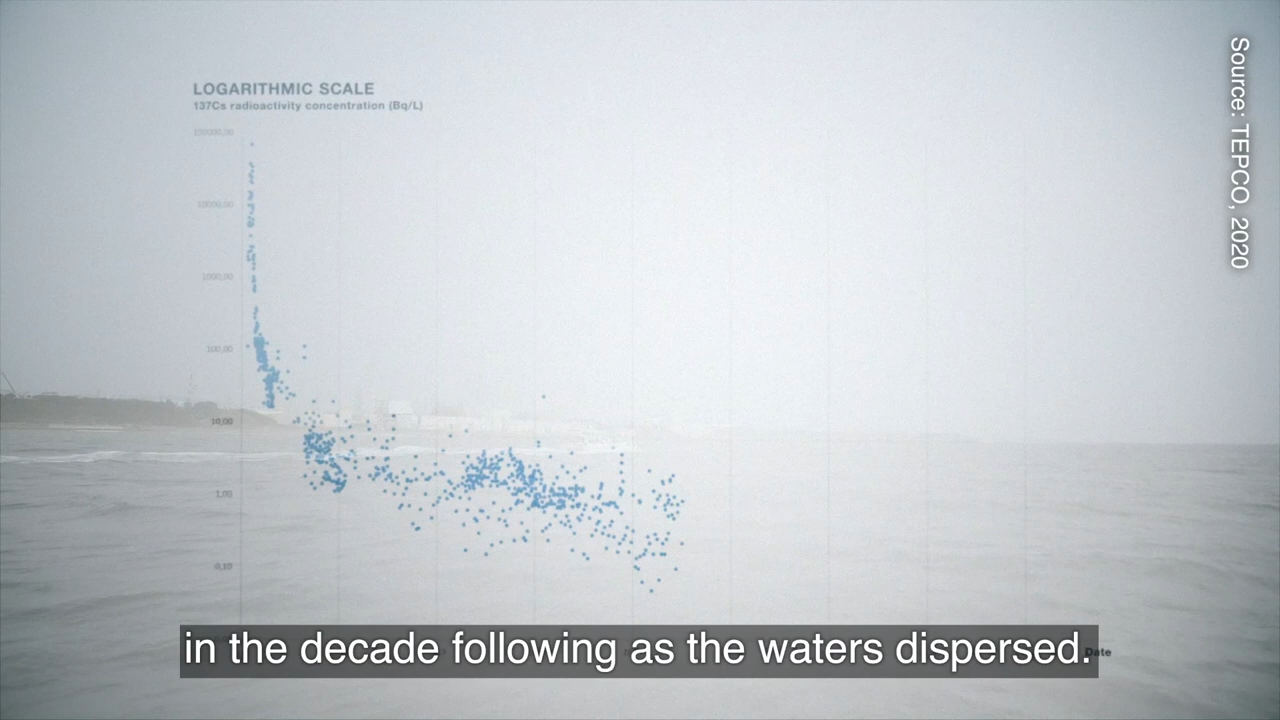 LOGARITHMIC SCALE
137Cs radioactivity concentration (Bq/L)
100000,00
10000,00
1000,00
100,00
10,00
1,00
0,10
Date
Source: TEPCO, 2020
in the decade following as the waters dispersed.